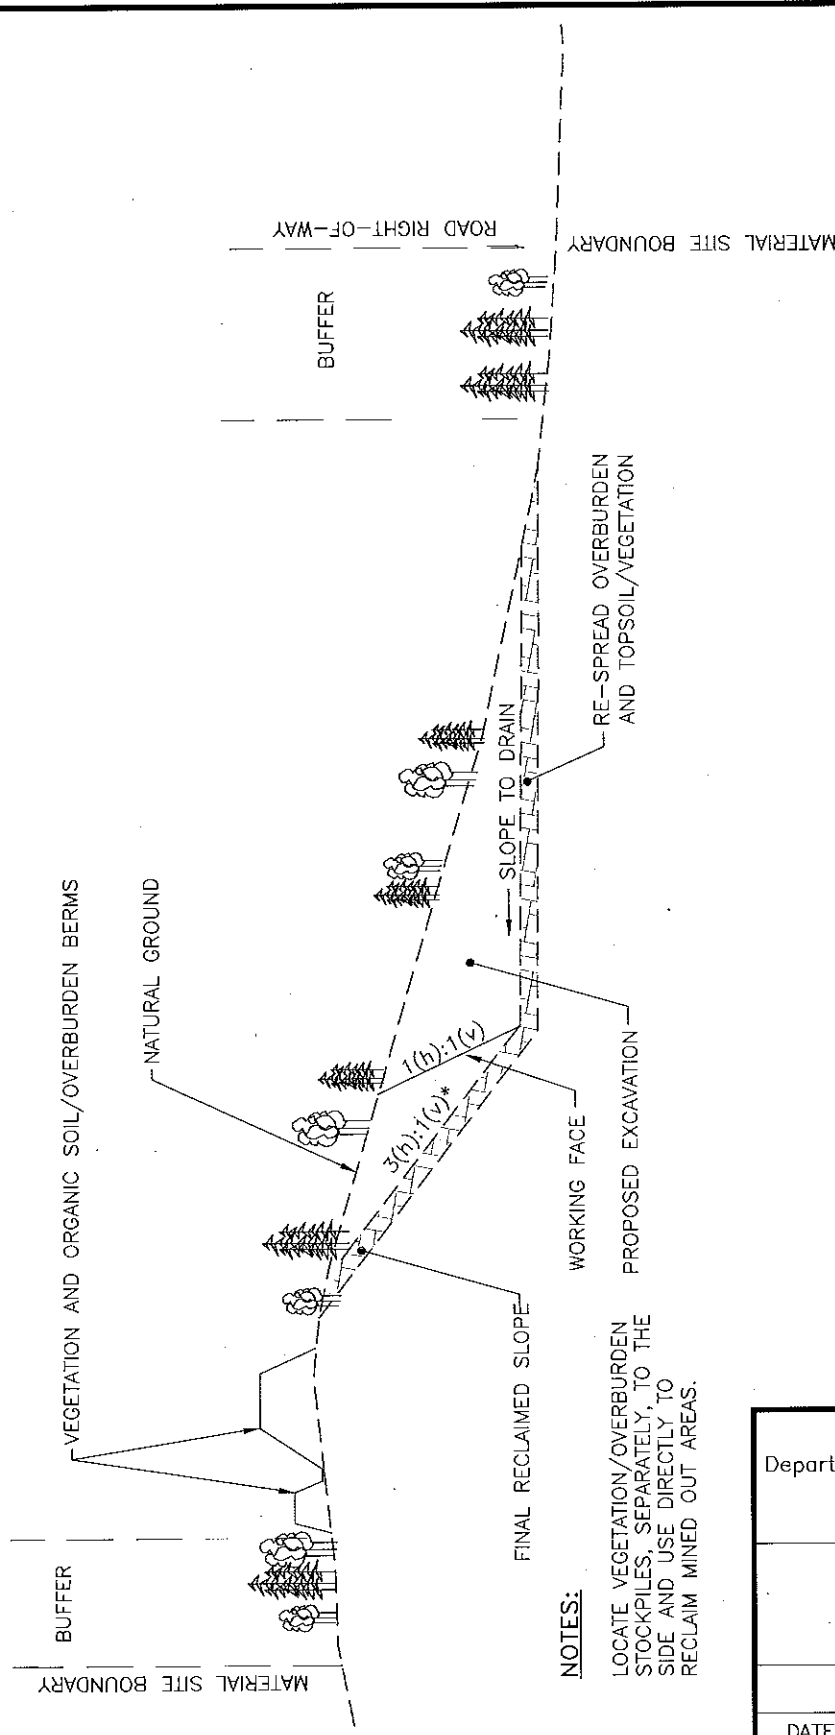 VEGETATION AND ORGANIC SOIL/OVERBURDEN BERMS
NATURAL GROUND
BUFFER
BUFFER
MATERIAL SITE BOUNDARY
ROAD RIGHT-OF-WAY
MATERIAL SITE BOUNDARY
1(h):1(v)
3(h):1(v)*
SLOPE TO DRAIN
RE-SPREAD OVERBURDEN
AND TOPSOIL/VEGETATION
FINAL RECLAIMED SLOPE
WORKING FACE
PROPOSED EXCAVATION
NOTES:
LOCATE VEGETATION/OVERBURDEN
STOCKPILES, SEPARATELY, TO THE
SIDE AND USE DIRECTLY TO
RECLAIM MINED OUT AREAS.
Depart
DATE